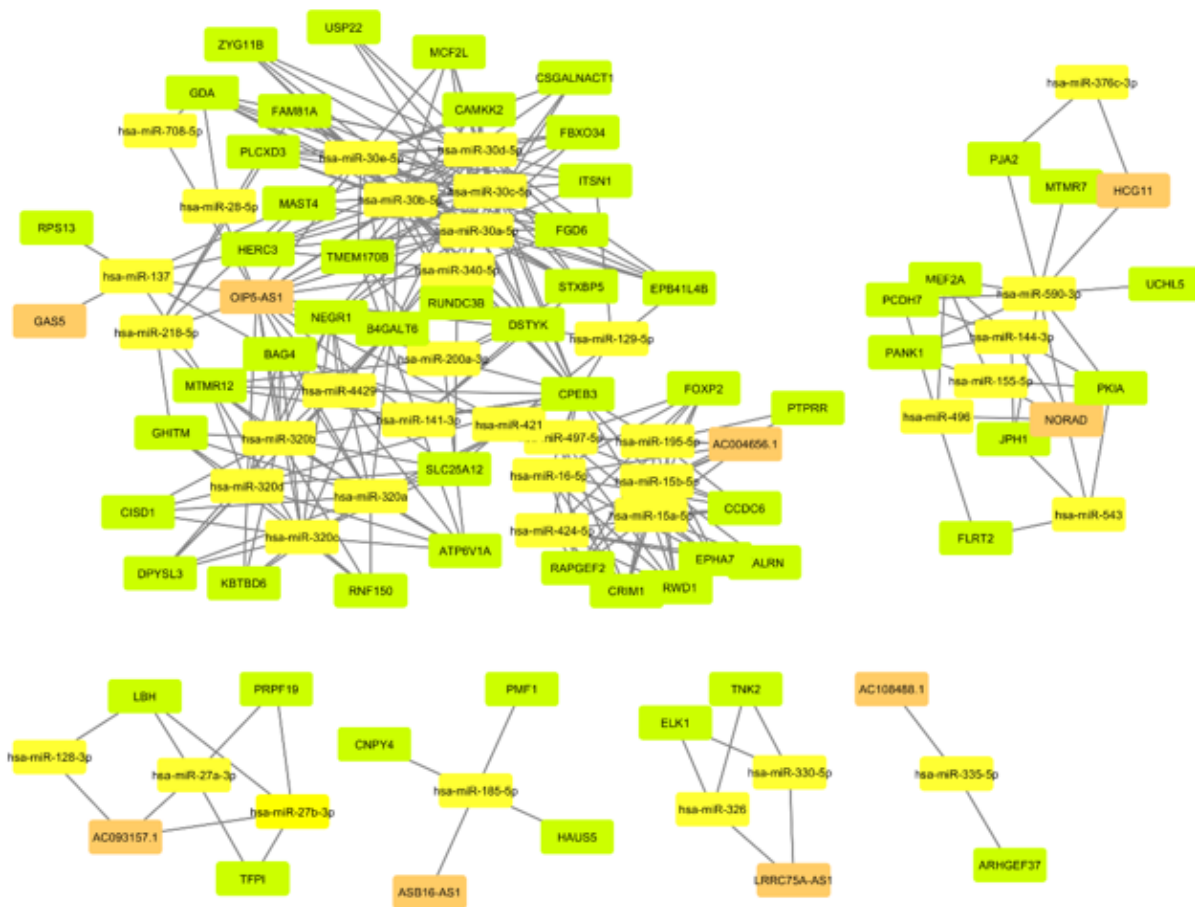 USP22
ZYG11B
MCF2L
CSGALNACT1
hsa-miR-376c-3p
GDA
FAM81A
CAMKK2
hsa-miR-708-5p
FBXO34
PLCXD3
hsa-miR-30e-5p
hsa-miR-30d-5p
PJA2
ITSN1
MTMR7
HCG11
hsa-miR-30c-5p
hsa-miR-28-5p
MAST4
hsa-miR-30b-5p
RPS13
FGD6
hsa-miR-30a-5p
HERC3
TMEM170B
hsa-miR-137
hsa-miR-340-5p
STXBP5
EPB41L4B
MEF2A
UCHL5
OIP5-AS1
RUNDC3B
PCDH7
hsa-miR-590-3p
GAS5
NEGR1
B4GALT6
DSTYK
hsa-miR-218-5p
hsa-miR-129-5p
hsa-miR-144-3p
BAG4
hsa-miR-200a-3p
PANK1
MTMR12
hsa-miR-4429
CPEB3
FOXP2
hsa-miR-155-5p
PKIA
PTPRR
hsa-miR-141-3p
hsa-miR-421
hsa-miR-496
NORAD
GHITM
hsa-miR-320b
hsa-miR-497-5p
hsa-miR-195-5p
AC004656.1
JPH1
SLC25A12
hsa-miR-16-5p
hsa-miR-320d
hsa-miR-320a
hsa-miR-15b-5p
CISD1
CCDC6
hsa-miR-15a-5p
hsa-miR-543
hsa-miR-424-5p
hsa-miR-320c
ATP6V1A
EPHA7
ALRN
FLRT2
DPYSL3
KBTBD6
RNF150
RAPGEF2
CRIM1
RWD1
LBH
PRPF19
PMF1
TNK2
AC108488.1
ELK1
CNPY4
hsa-miR-128-3p
hsa-miR-27a-3p
hsa-miR-330-5p
hsa-miR-335-5p
hsa-miR-185-5p
hsa-miR-27b-3p
hsa-miR-326
AC093157.1
HAUS5
TFPI
ASB16-AS1
LRRC75A-AS1
ARHGEF37